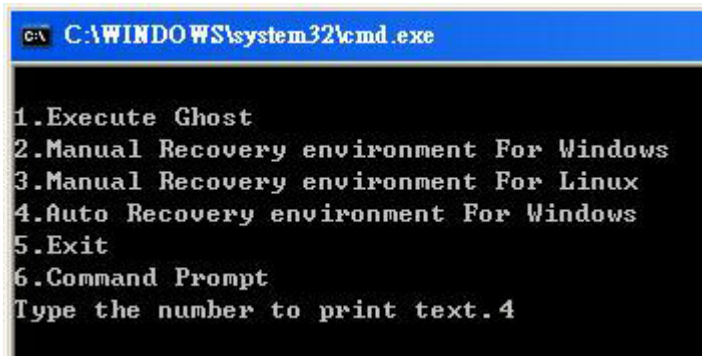 C:\WINDOWS\system32\cmd.exe
1.Execute Ghost
2.Manual Recovery environment For Windows
3.Manual Recovery environment For Linux
4.Auto Recovery environment For Windows
5.Exit
6.Command Prompt
Type the number to print text.4